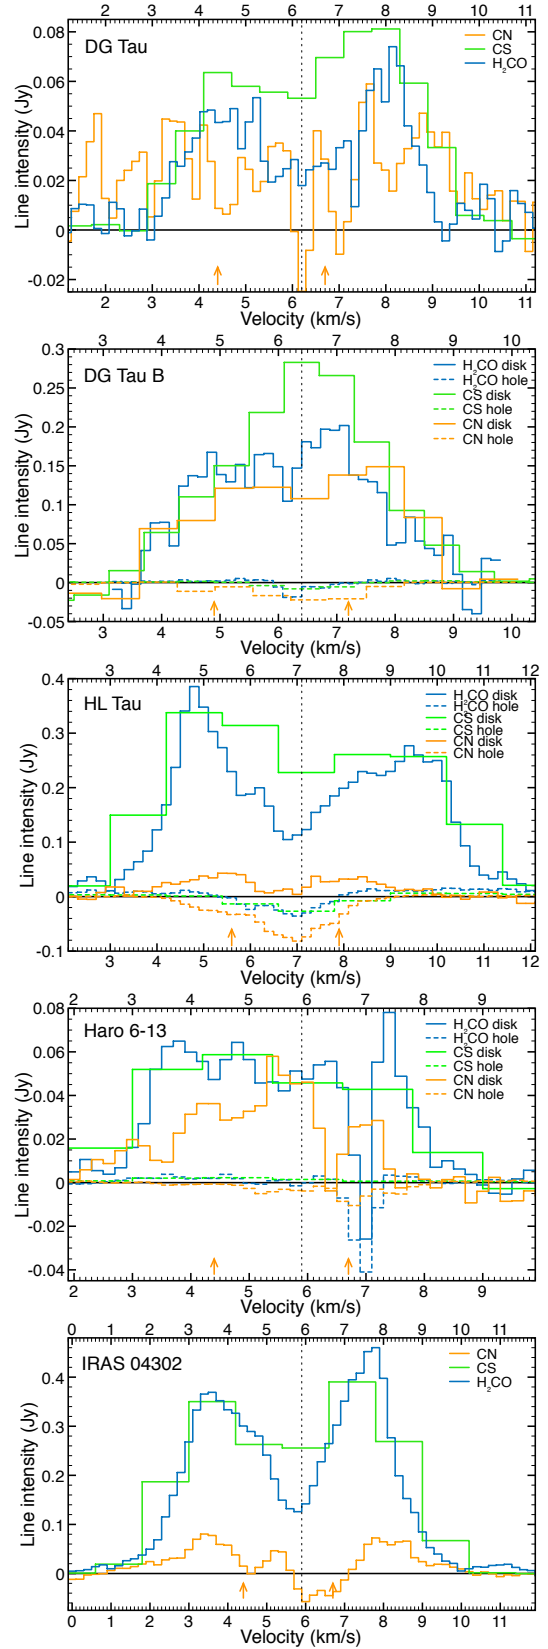 2 3 4 5 6 7 8 9 10 11
DG Tau
CN
CS
H₂CO
0.08
0.06
0.04
0.02
0
-0.02
Line intensity (Jy)
2 3 4 5 6 7 8 9 10 11
Velocity (km/s)
3 4 5 6 7 8 9 10
DG Tau B
H₂CO disk
H₂CO hole
CS disk
CS hole
CN disk
CN hole
0.3
0.25
0.2
0.15
0.1
0.05
0
-0.05
Line intensity (Jy)
3 4 5 6 7 8 9 10
Velocity (km/s)
3 4 5 6 7 8 9 10 11 12
HL Tau
H₂CO disk
H₂CO hole
CS disk
CS hole
CN disk
CN hole
0.4
0.3
0.2
0.1
0
-0.1
Line intensity (Jy)
3 4 5 6 7 8 9 10 11 12
Velocity (km/s)
2 3 4 5 6 7 8 9
Haro 6-13
H₂CO disk
H₂CO hole
CS disk
CS hole
CN disk
CN hole
0.08
0.06
0.04
0.02
0
-0.02
-0.04
Line intensity (Jy)
2 3 4 5 6 7 8 9
Velocity (km/s)
0 1 2 3 4 5 6 7 8 9 10 11
IRAS 04302
CN
CS
H₂CO
0.4
0.3
0.2
0.1
0
Line intensity (Jy)
0 1 2 3 4 5 6 7 8 9 10 11
Velocity (km/s)